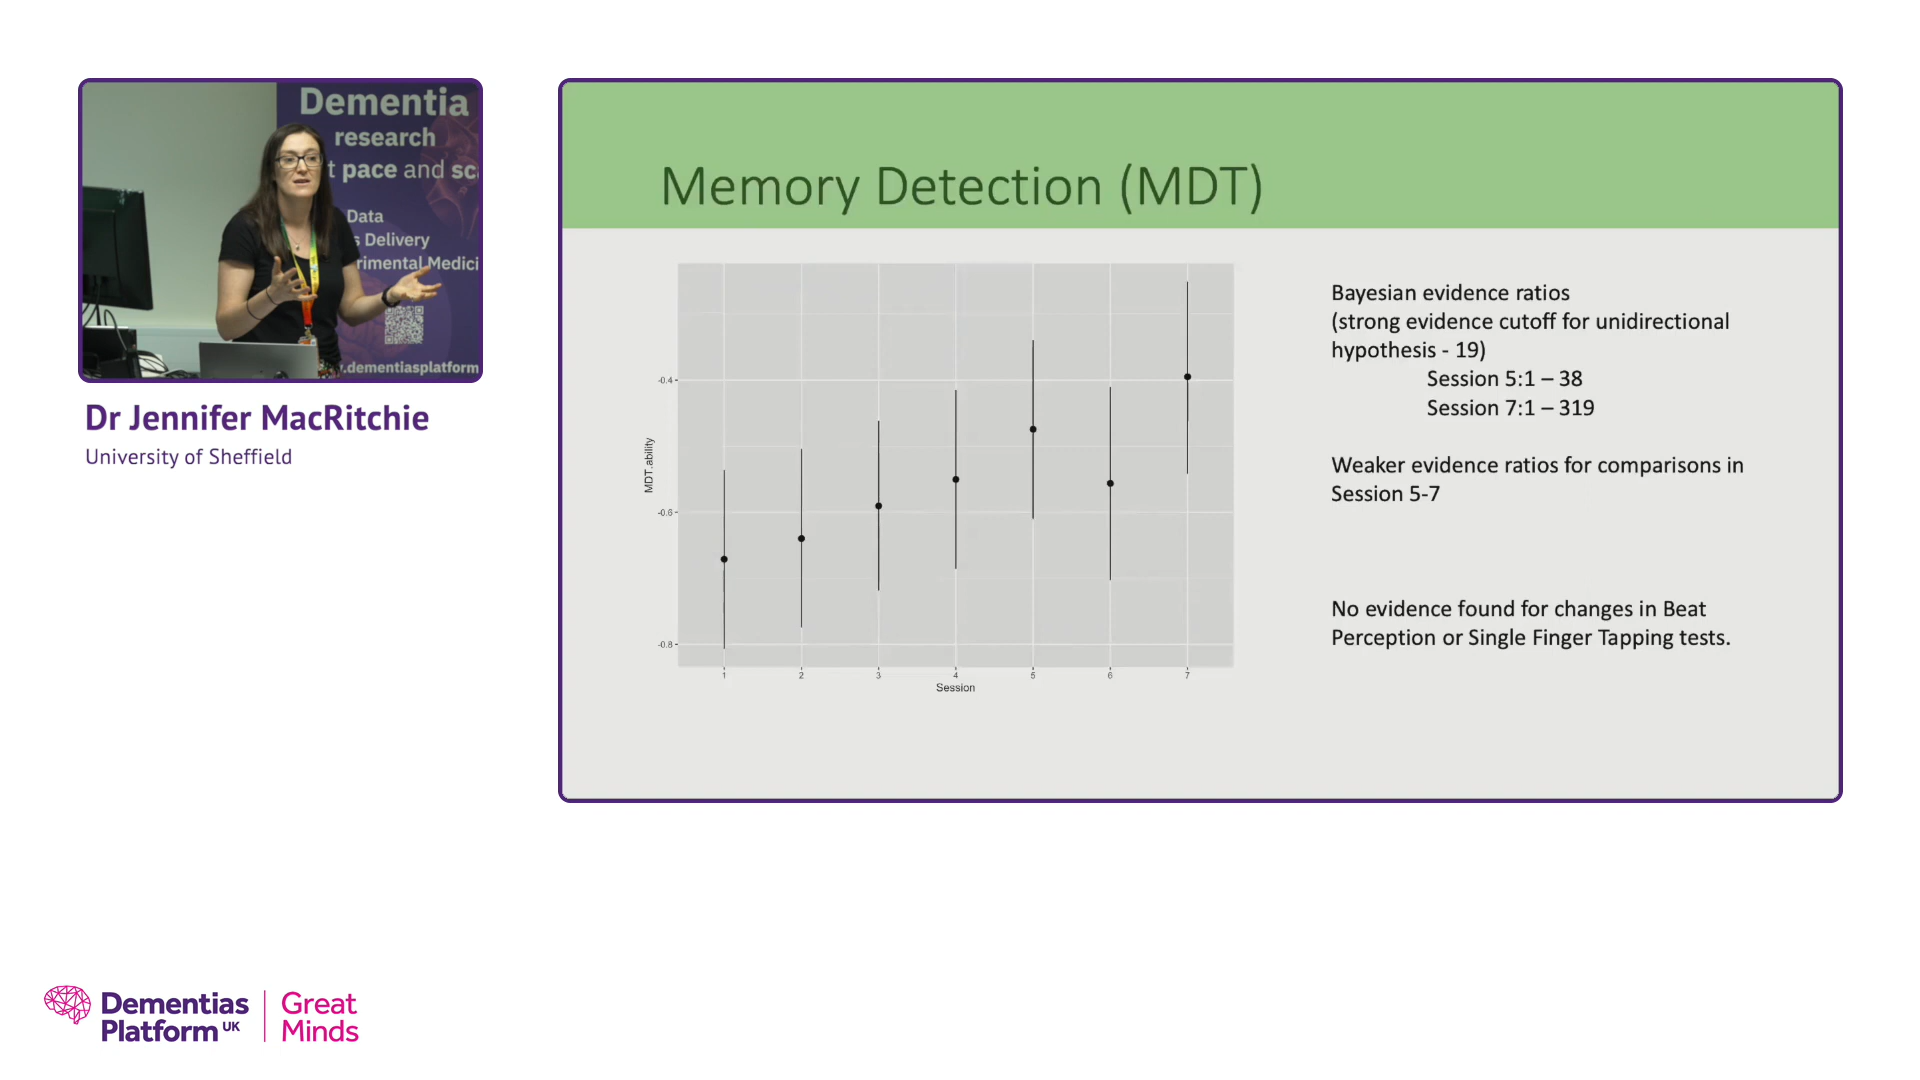 Dementia
research
t pace and sc
Data
s Delivery
rimental Medici
.dementiasplatform
Dr Jennifer MacRitchie
University of Sheffield
Memory Detection (MDT)
MDT.ability
-0.4
-0.6
-0.8
1 2 3 4 5 6 7
Session
Bayesian evidence ratios
(strong evidence cutoff for unidirectional
hypothesis - 19)
Session 5:1 – 38
Session 7:1 – 319
Weaker evidence ratios for comparisons in
Session 5-7
No evidence found for changes in Beat
Perception or Single Finger Tapping tests.
Dementias
Platform UK
Great
Minds